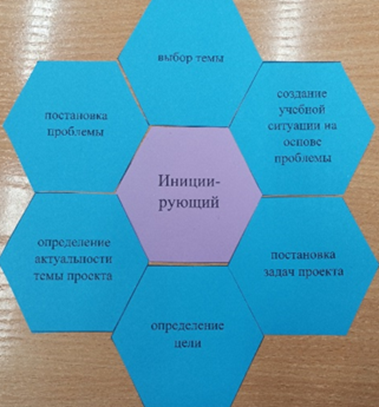 выбор темы
постановка
проблемы
создание
учебной
ситуации на
основе
проблемы
Иниции-
рующий
определение
актуальности
темы проекта
постановка
задач проекта
определение
цели